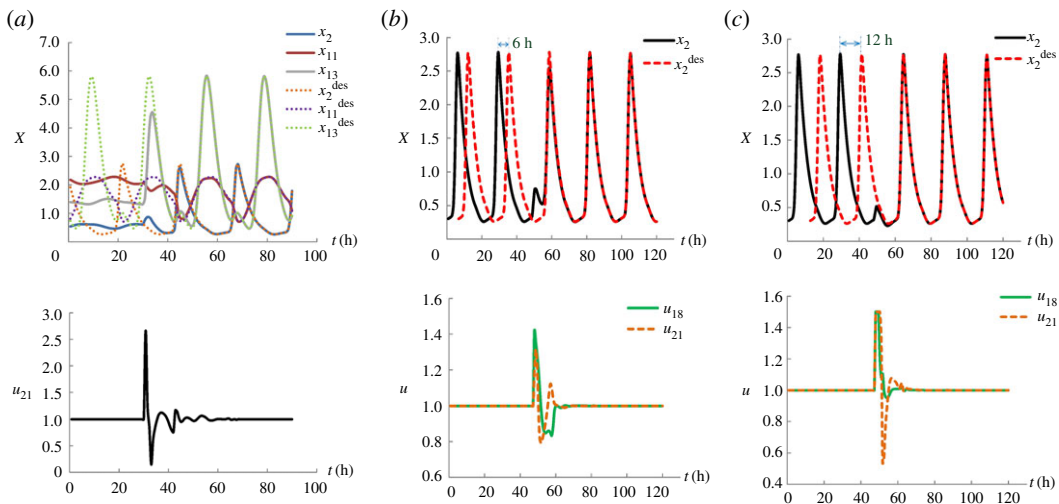 (a)
x2
x11
x13
x2des
x11des
x13des
7.0
6.0
5.0
4.0
X
3.0
2.0
1.0
t (h)
0 20 40 60 80 100
3.0
2.5
2.0
1.5
u21
1.0
0.5
0
t (h)
0 20 40 60 80 100
(b)
6 h
x2
x2des
3.0
2.5
2.0
X
1.5
1.0
0.5
0
t (h)
0 20 40 60 80 100 120
u18
u21
1.6
1.4
1.2
u
1.0
0.8
0.6
t (h)
0 20 40 60 80 100 120
(c)
12 h
x2
x2des
3.0
2.5
2.0
X
1.5
1.0
0.5
0
t (h)
20 40 60 80 100 120
u18
u21
1.6
1.4
1.2
u
1.0
0.8
0.6
0.4
t (h)
0 20 40 60 80 100 120